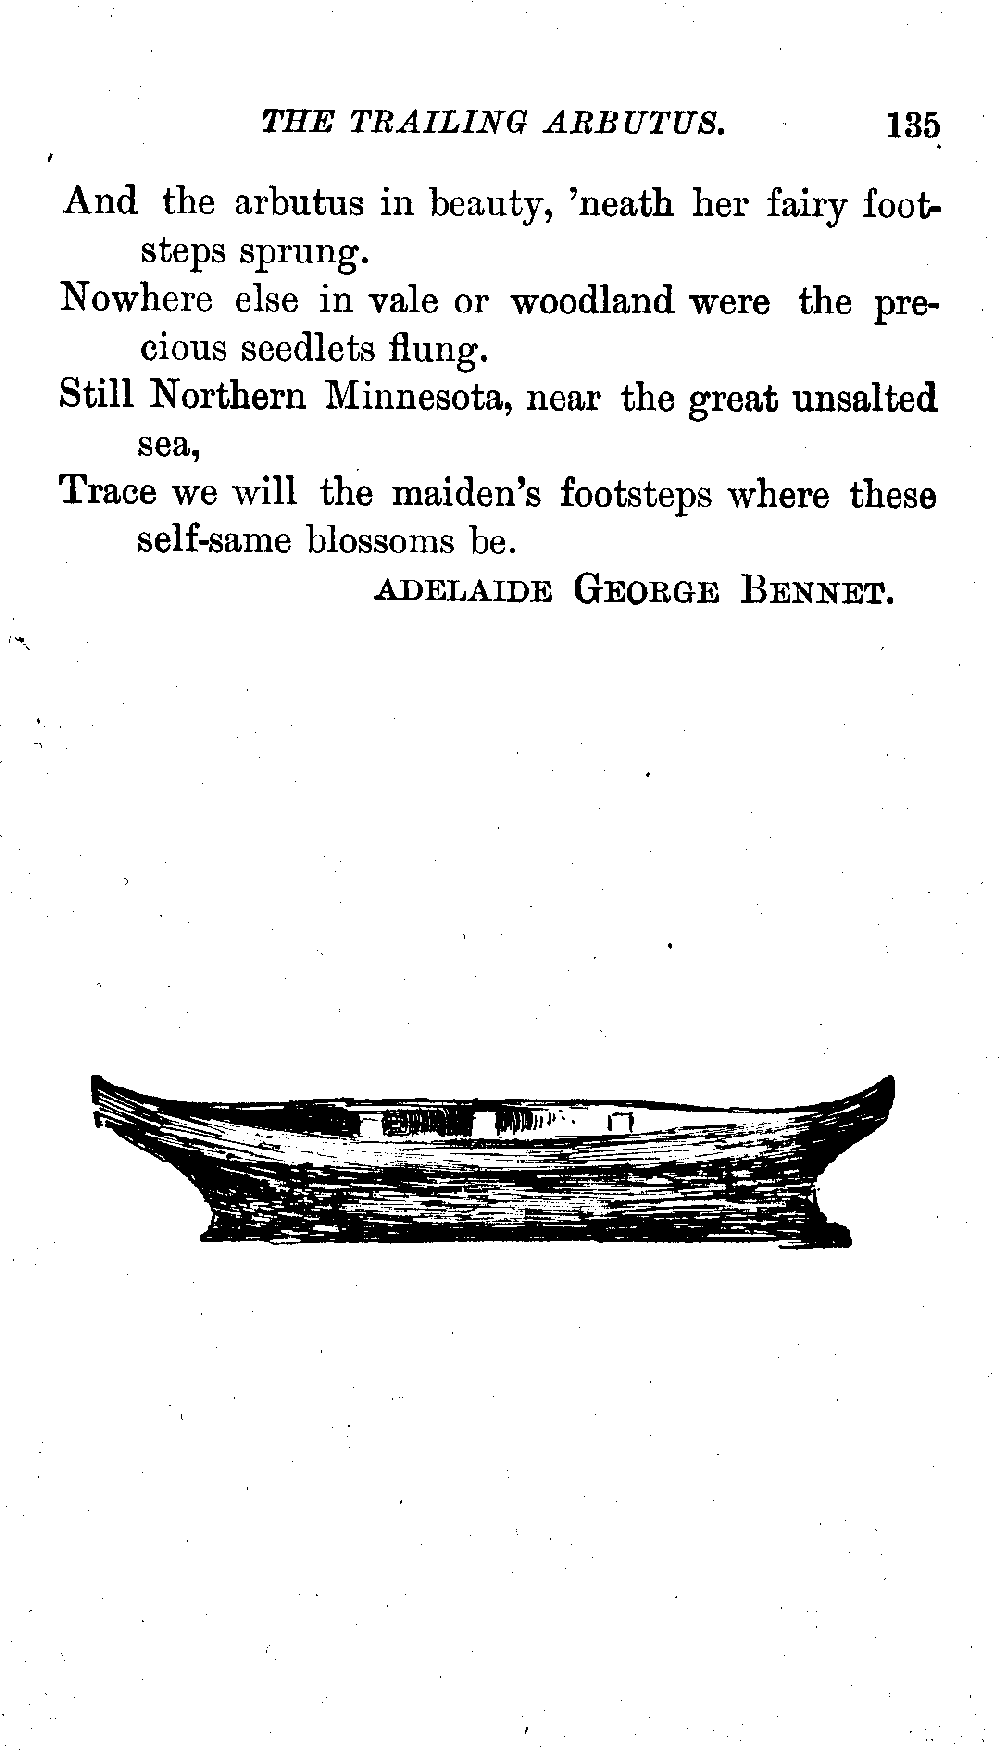 THE TRAILING ARBUTUS. 135
And the arbutus in beauty, ’neath her fairy foot-
steps sprung.
Nowhere else in vale or woodland were the pre-
cious seedlets flung.
Still Northern Minnesota, near the great unsalted
sea,
Trace we will the maiden’s footsteps where these
self-same blossoms be.
ADELAIDE GEORGE BENNET.